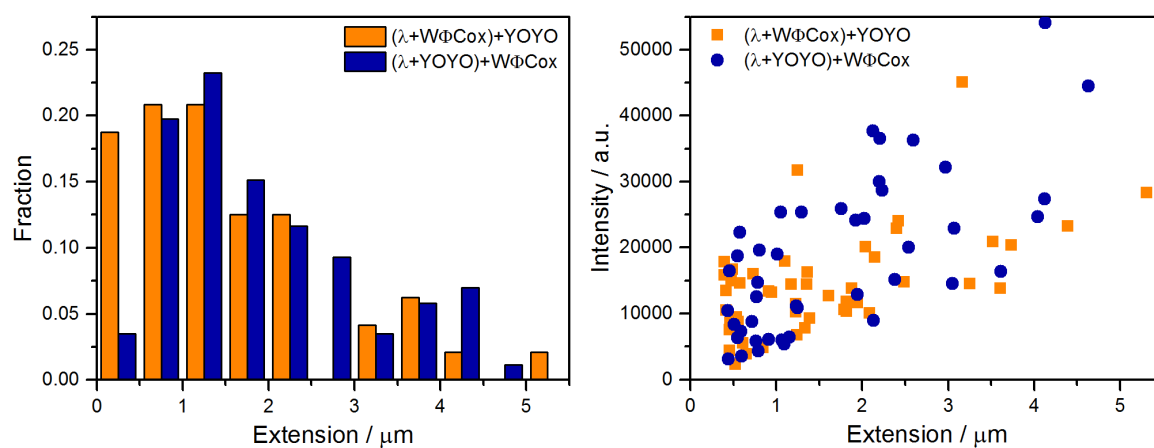 (λ+WΦCox)+YOYO
(λ+YOYO)+WΦCox
0.25
0.20
0.15
0.10
0.05
0.00
Fraction
0 1 2 3 4 5
Extension / μm
(λ+WΦCox)+YOYO
(λ+YOYO)+WΦCox
50000
40000
30000
20000
10000
0
Intensity / a.u.
0 1 2 3 4 5
Extension / μm